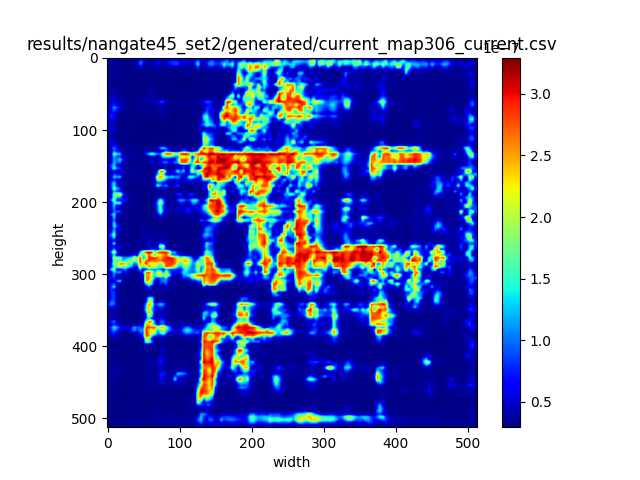 results/nangate45_set2/generated/current_map306_current.csv
1e−7
0
100
200
300
400
500
height
0 100 200 300 400 500
width
3.0
2.5
2.0
1.5
1.0
0.5